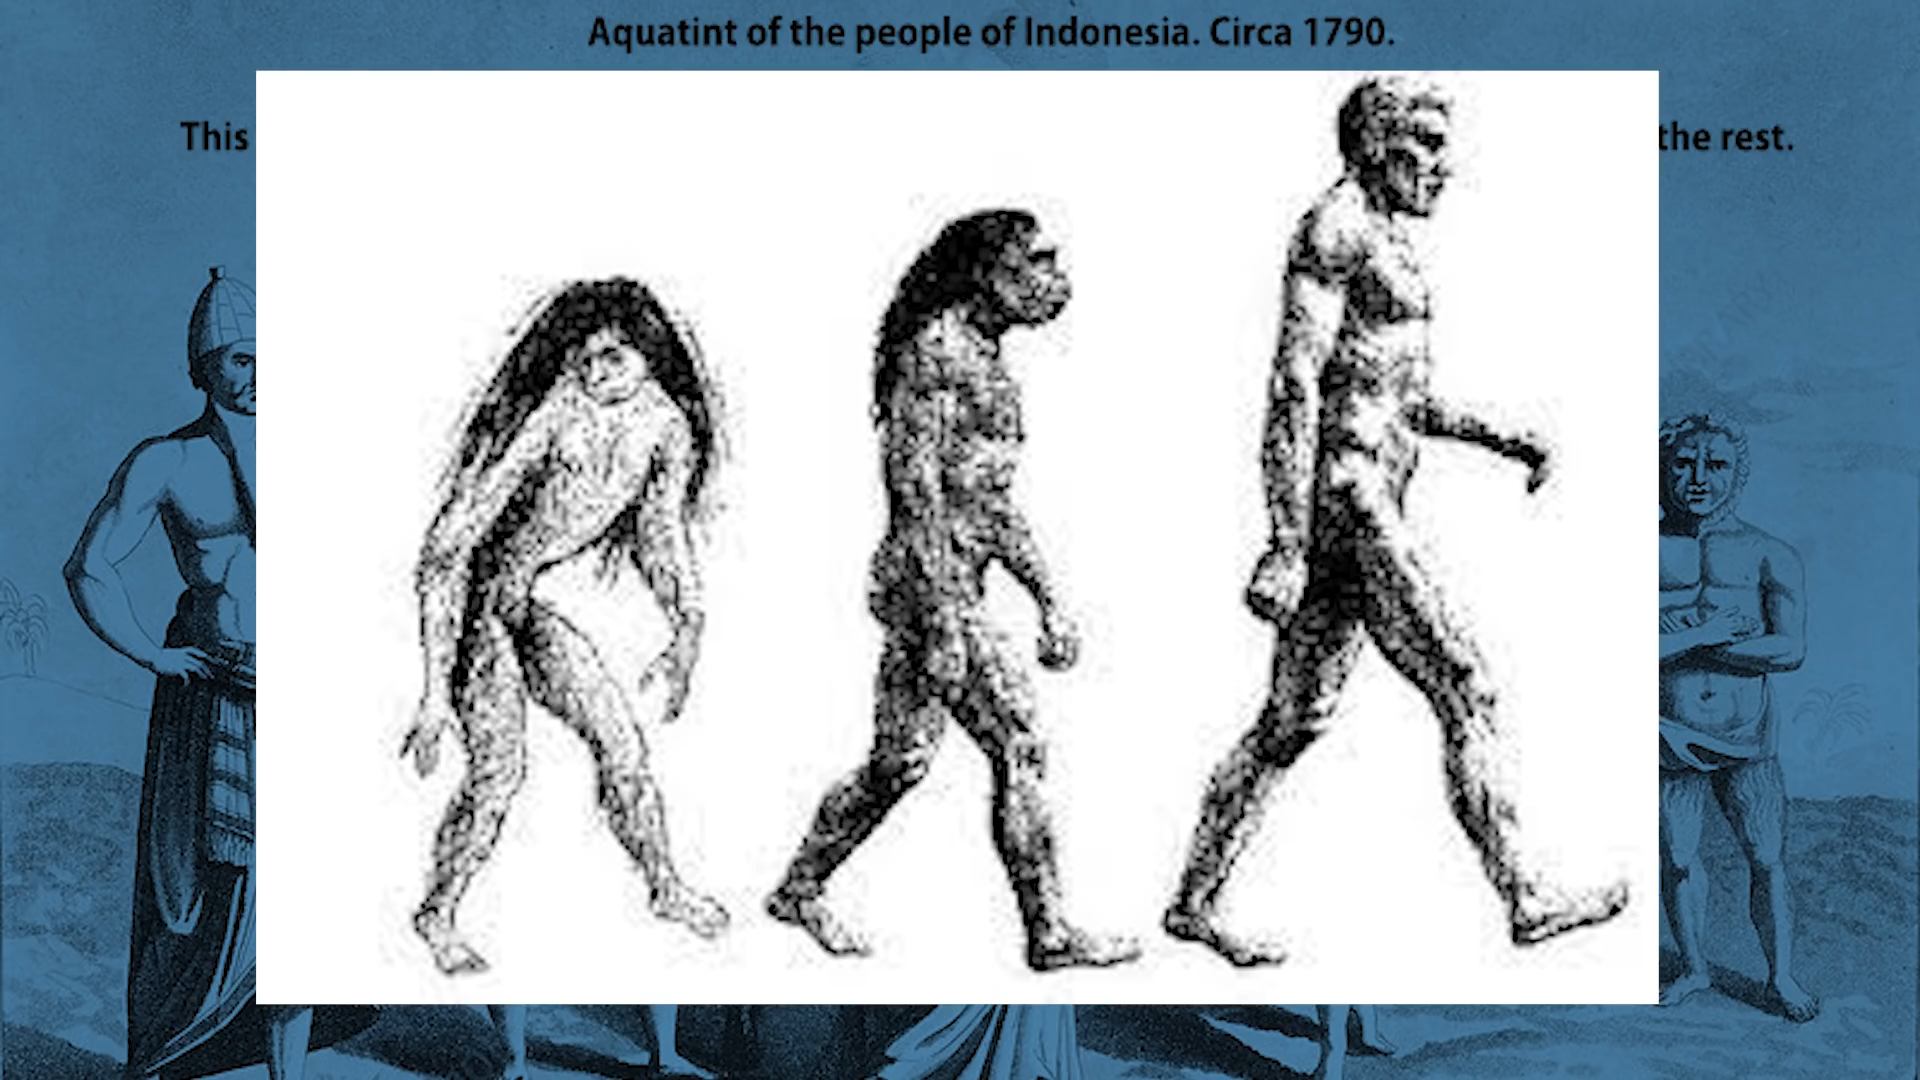 Aquatint of the people of Indonesia. Circa 1790.
This the rest.